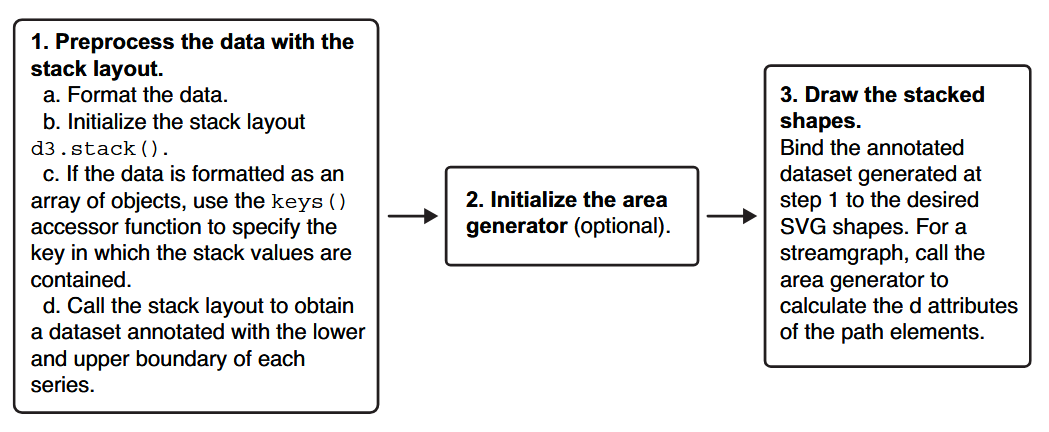 1. Preprocess the data with the
stack layout.
a. Format the data.
b. Initialize the stack layout
d3.stack().
c. If the data is formatted as an
array of objects, use the keys()
accessor function to specify the
key in which the stack values are
contained.
d. Call the stack layout to obtain
a dataset annotated with the lower
and upper boundary of each
series.
2. Initialize the area
generator (optional).
3. Draw the stacked
shapes.
Bind the annotated
dataset generated at
step 1 to the desired
SVG shapes. For a
streamgraph, call the
area generator to
calculate the d attributes
of the path elements.